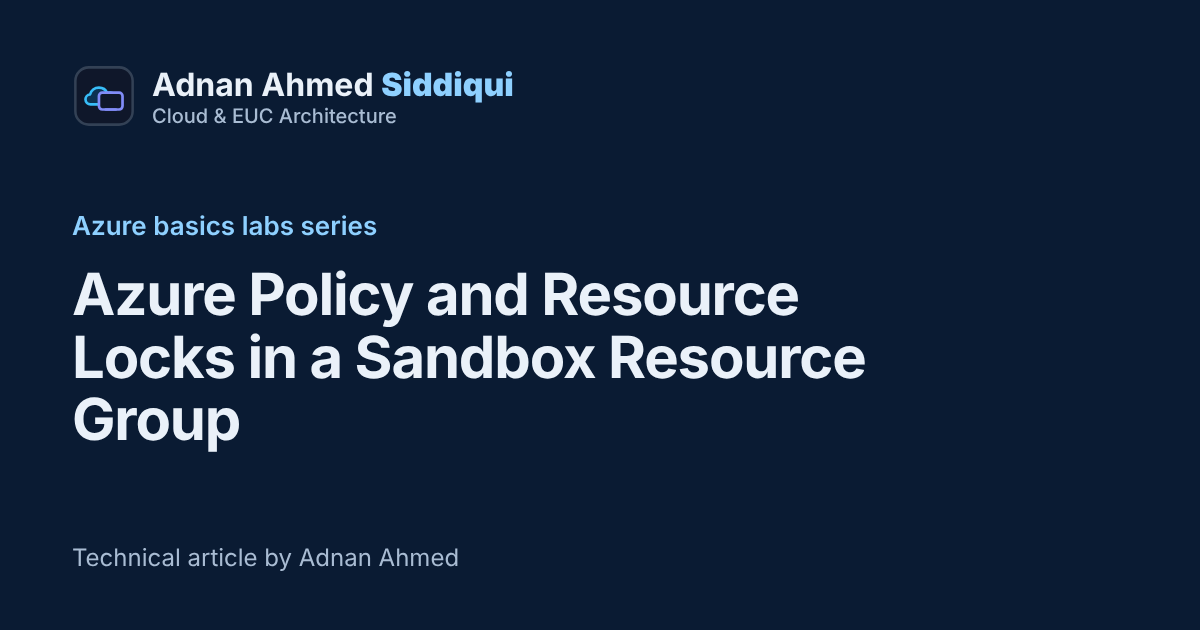 Adnan Ahmed Siddiqui
Cloud & EUC Architecture
Azure basics labs series
Azure Policy and Resource
Locks in a Sandbox Resource
Group
Technical article by Adnan Ahmed